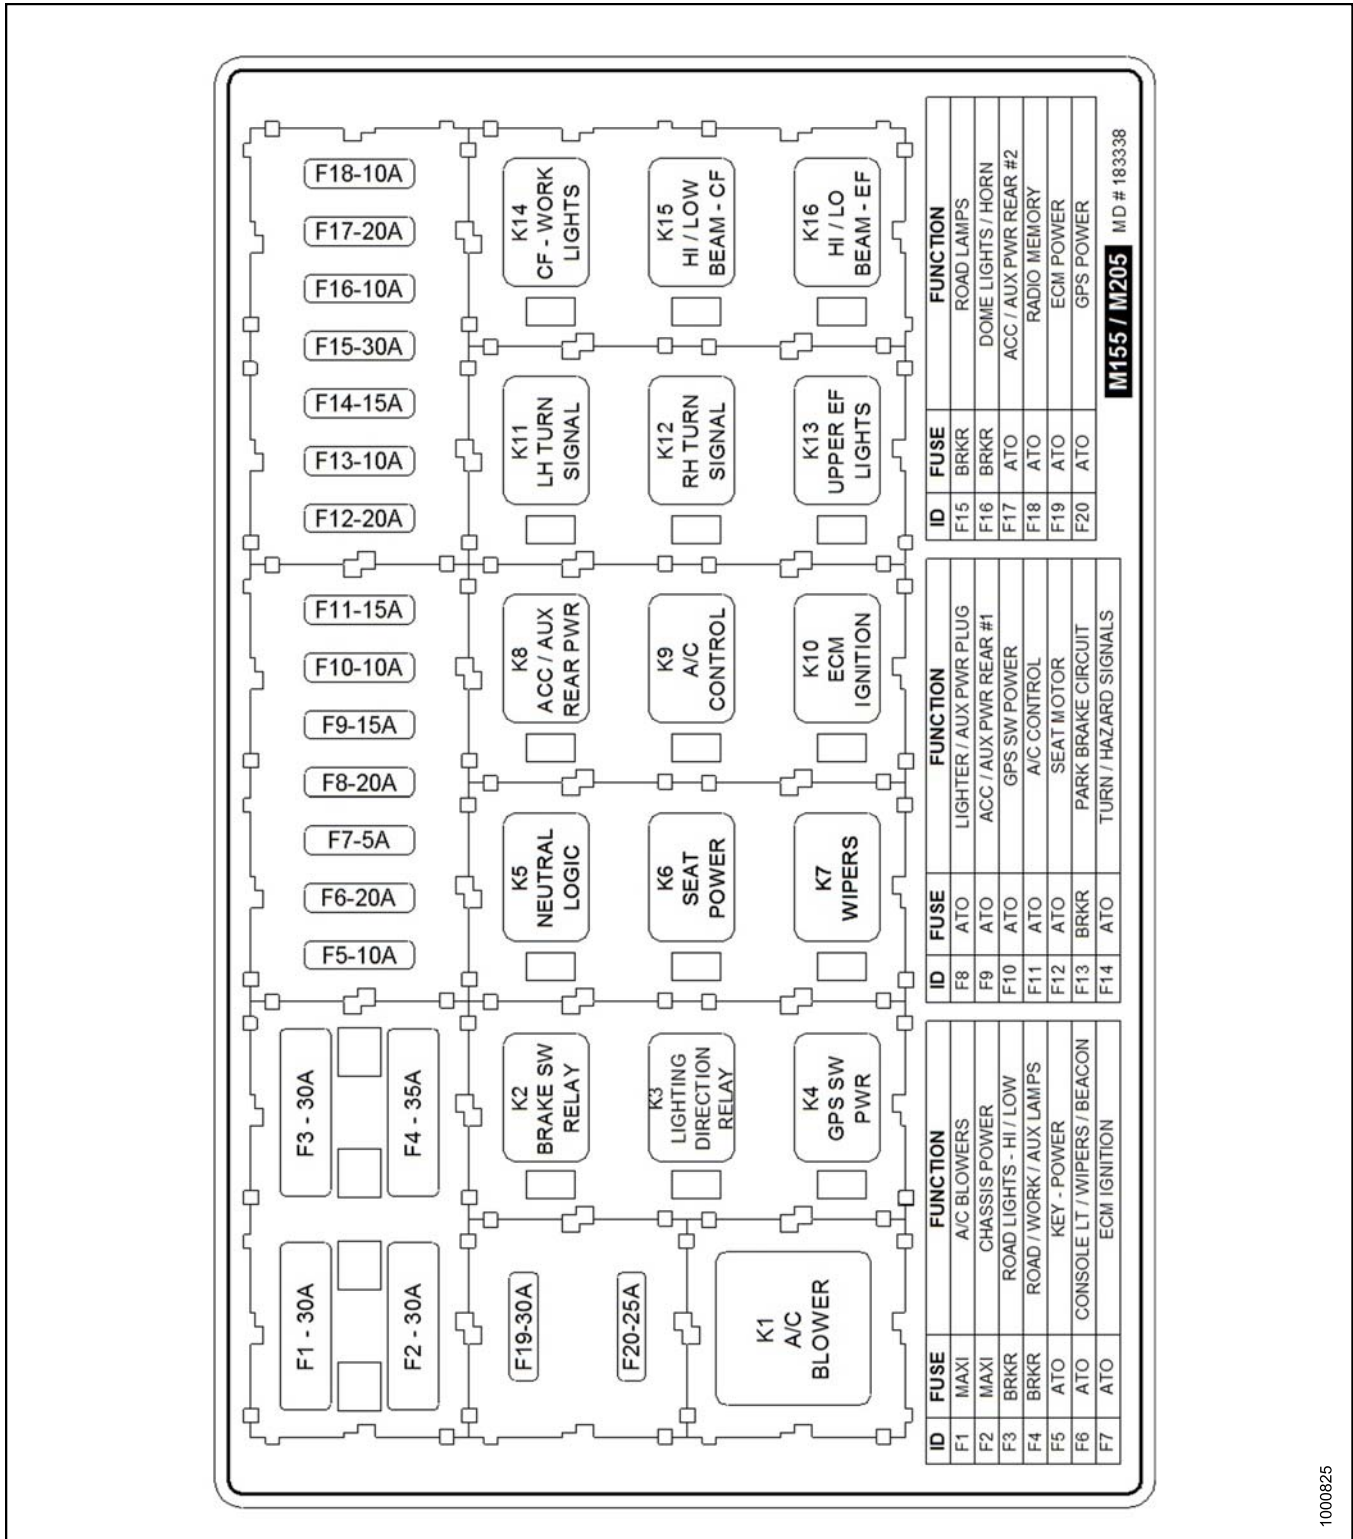 F1 - 30A
F2 - 30A
F3 - 30A
F4 - 35A
F5-10A
F6-20A
F7-5A
F8-20A
F9-15A
F10-10A
F11-15A
F12-20A
F13-10A
F14-15A
F15-30A
F16-10A
F17-20A
F18-10A
F19-30A
F20-25A
K1
A/C
BLOWER
K2
BRAKE SW
RELAY
K3
LIGHTING
DIRECTION
RELAY
K4
GPS SW
PWR
K5
NEUTRAL
LOGIC
K6
SEAT
POWER
K7
WIPERS
K8
ACC / AUX
REAR PWR
K9
A/C
CONTROL
K10
ECM
IGNITION
K11
LH TURN
SIGNAL
K12
RH TURN
SIGNAL
K13
UPPER EF
LIGHTS
K14
CF - WORK
LIGHTS
K15
HI / LOW
BEAM - CF
K16
HI / LO
BEAM - EF
ID FUSE FUNCTION
F1 MAXI A/C BLOWERS
F2 MAXI CHASSIS POWER
F3 BRKR ROAD LIGHTS - HI / LOW
F4 BRKR ROAD / WORK / AUX LAMPS
F5 ATO KEY - POWER
F6 ATO CONSOLE LT / WIPERS / BEACON
F7 ATO ECM IGNITION
ID FUSE FUNCTION
F8 ATO LIGHTER / AUX PWR PLUG
F9 ATO ACC / AUX PWR REAR #1
F10 ATO GPS SW POWER
F11 ATO A/C CONTROL
F12 ATO SEAT MOTOR
F13 BRKR PARK BRAKE CIRCUIT
F14 ATO TURN / HAZARD SIGNALS
ID FUSE FUNCTION
F15 BRKR ROAD LAMPS
F16 BRKR DOME LIGHTS / HORN
F17 ATO ACC / AUX PWR REAR #2
F18 ATO RADIO MEMORY
F19 ATO ECM POWER
F20 ATO GPS POWER
M155 / M205 MD # 183338
1000825